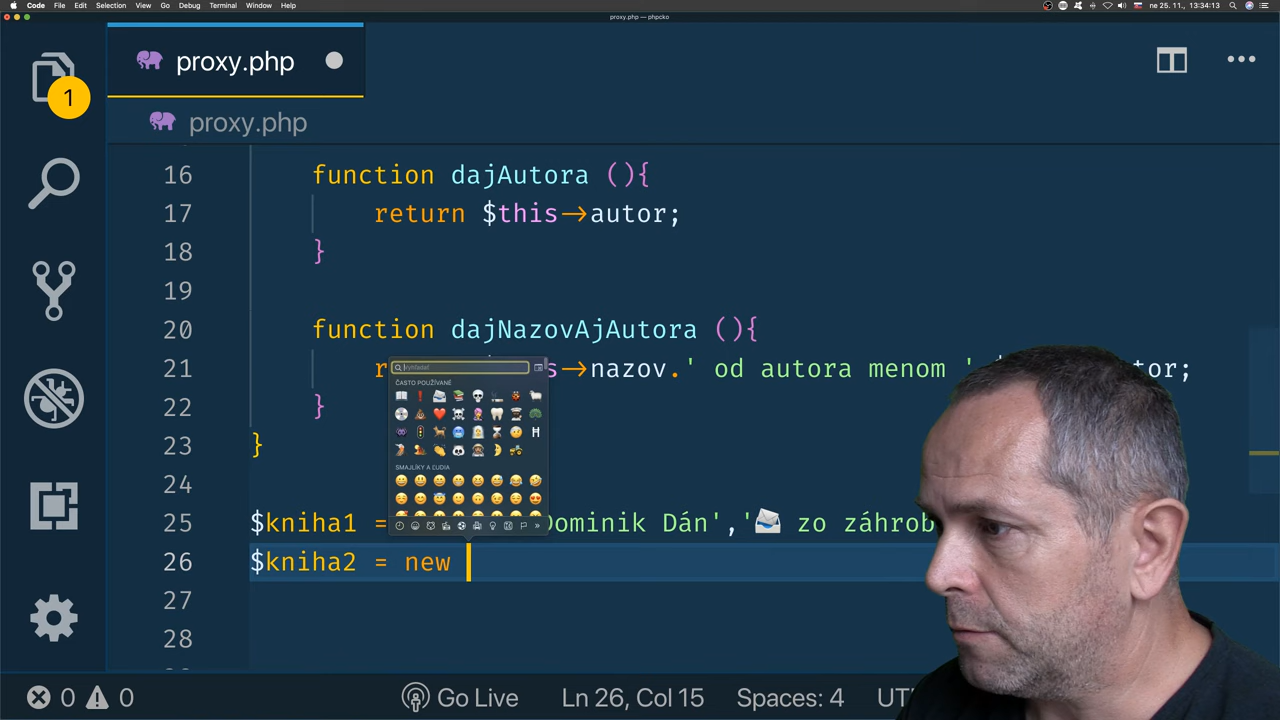 Code File Edit Selection View Go Debug Terminal Window Help
ne 25. 11., 13:34:13
proxy.php — phpcko
proxy.php
1
proxy.php
16 function dajAutora (){
17 return $this->autor;
18 }
19
20 function dajNazovAjAutora (){
21 $this->nazov.' od autora menom '
22 }
23 }
24
25 $kniha1 = Dominik Dán','📨 zo záhrob
26 $kniha2 = new
27
28
Vyhľadať
ČASTO POUŽÍVANÉ
SMAJLÍKY A ĽUDIA
0 0 Go Live Ln 26, Col 15 Spaces: 4